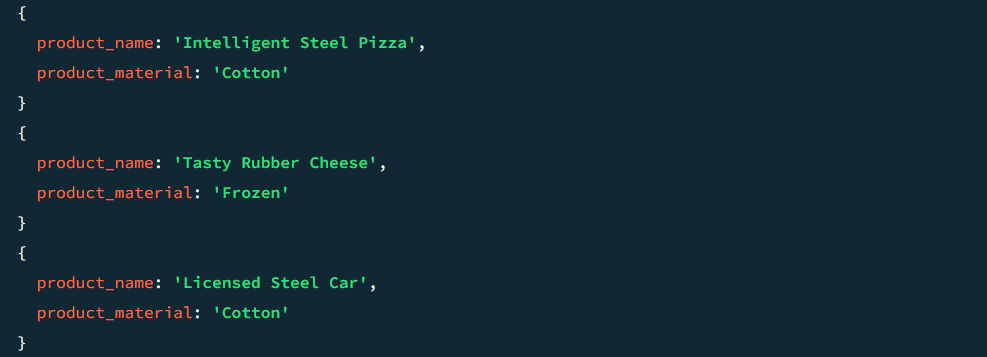 {
  product_name: 'Intelligent Steel Pizza',
  product_material: 'Cotton'
}
{
  product_name: 'Tasty Rubber Cheese',
  product_material: 'Frozen'
}
{
  product_name: 'Licensed Steel Car',
  product_material: 'Cotton'
}